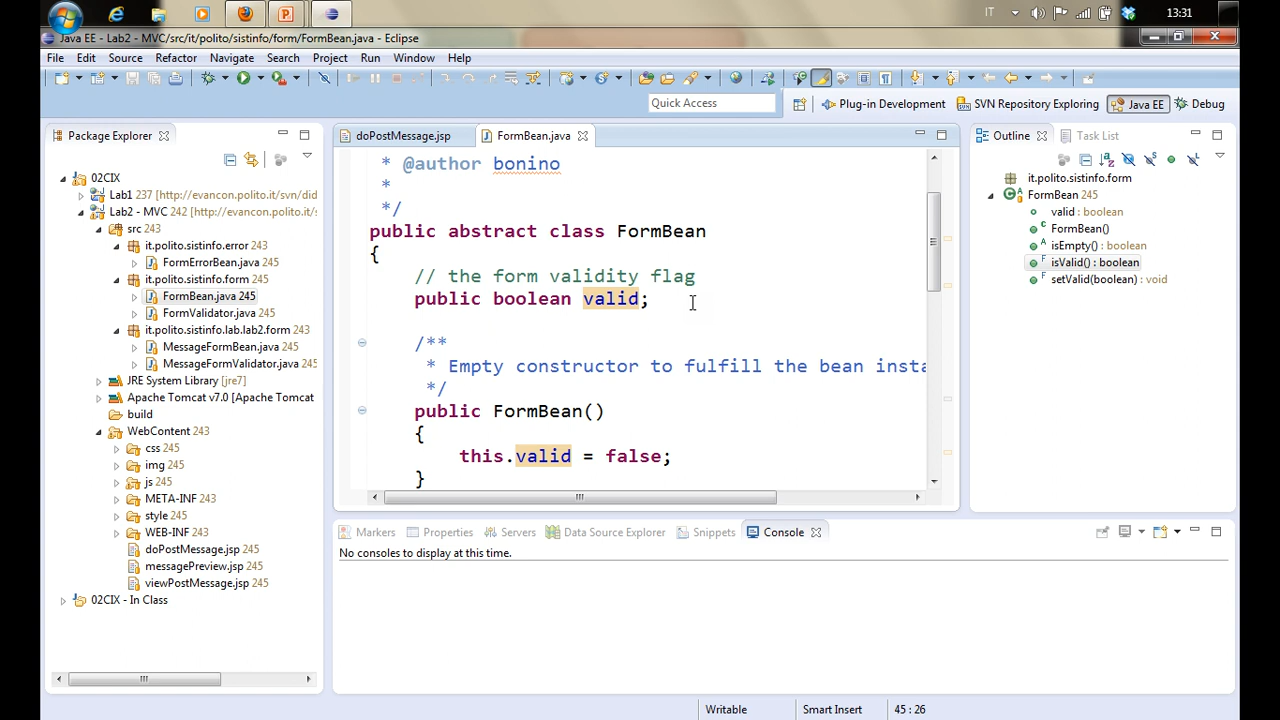 IT
13:31
Java EE - Lab2 - MVC/src/it/polito/sistinfo/form/FormBean.java - Eclipse
File Edit Source Refactor Navigate Search Project Run Window Help
Quick Access
Plug-in Development
SVN Repository Exploring
Java EE
Debug
Package Explorer
02CIX
Lab1 237 [http://evancon.polito.it/svn/did
Lab2 - MVC 242 [http://evancon.polito.it/s
src 243
it.polito.sistinfo.error 243
FormErrorBean.java 243
it.polito.sistinfo.form 245
FormBean.java 245
FormValidator.java 243
it.polito.sistinfo.lab.lab2.form 245
MessageFormBean.java 245
MessageFormValidator.java 245
JRE System Library [jre7]
Apache Tomcat v7.0 [Apache Tomcat
build
WebContent 243
css 245
img 245
js 245
META-INF 243
style 245
WEB-INF 243
doPostMessage.jsp 245
messagePreview.jsp 245
viewPostMessage.jsp 245
02CIX - In Class
doPostMessage.jsp
FormBean.java
* @author bonino
*
*/
public abstract class FormBean
{
// the form validity flag
public boolean valid;
/**
* Empty constructor to fulfill the bean insta
*/
public FormBean()
{
this.valid = false;
}
Outline
Task List
it.polito.sistinfo.form
FormBean 245
valid : boolean
FormBean()
isEmpty() : boolean
isValid() : boolean
setValid(boolean) : void
Markers
Properties
Servers
Data Source Explorer
Snippets
Console
No consoles to display at this time.
Writable
Smart Insert
45 : 26